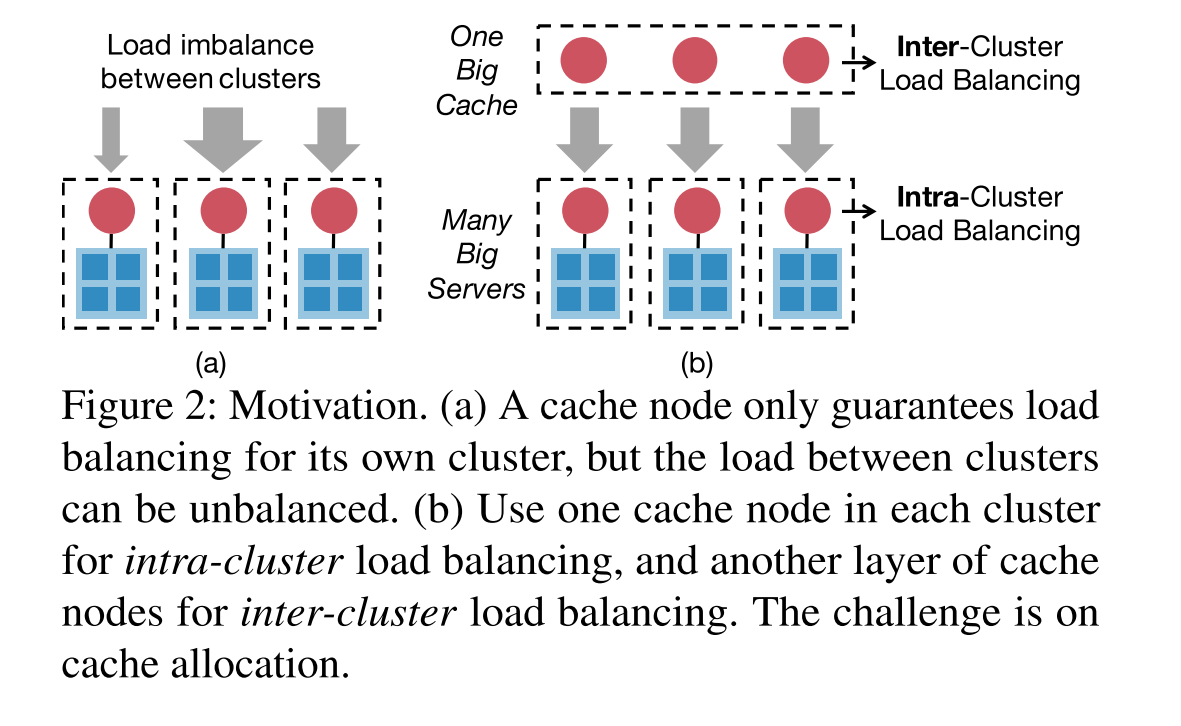 Load imbalance
between clusters
(a)
One
Big
Cache
Inter-Cluster
Load Balancing
Many
Big
Servers
Intra-Cluster
Load Balancing
(b)
Figure 2: Motivation. (a) A cache node only guarantees load
balancing for its own cluster, but the load between clusters
can be unbalanced. (b) Use one cache node in each cluster
for intra-cluster load balancing, and another layer of cache
nodes for inter-cluster load balancing. The challenge is on
cache allocation.